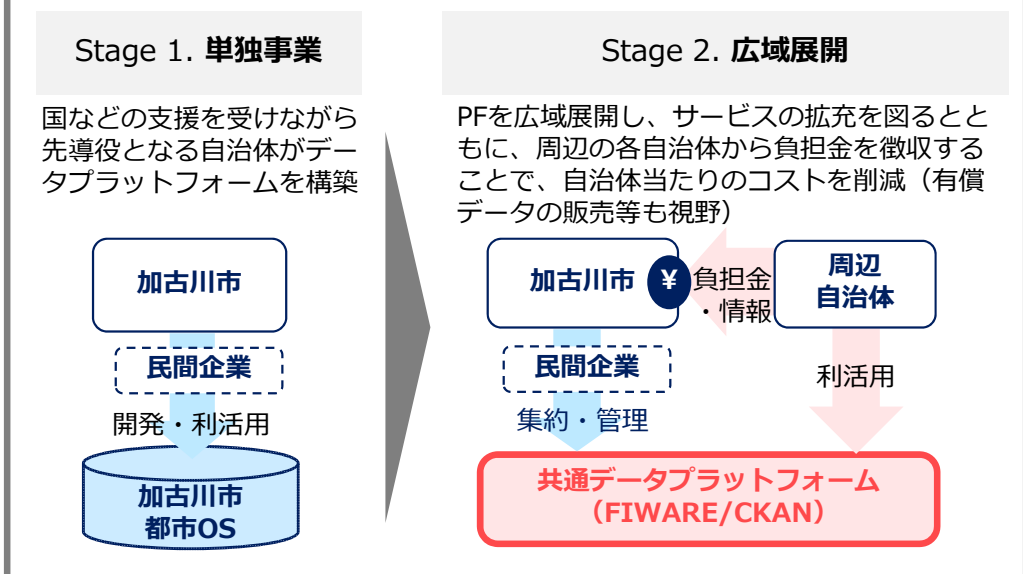 Stage 1. 単独事業
国などの支援を受けながら
先導役となる自治体がデー
タプラットフォームを構築
加古川市
民間企業
開発・利活用
加古川市
都市OS
Stage 2. 広域展開
PFを広域展開し、サービスの拡充を図るとと
もに、周辺の各自治体から負担金を徴収する
ことで、自治体当たりのコストを削減（有償
データの販売等も視野）
加古川市
¥
負担金
・情報
周辺
自治体
民間企業
集約・管理
利活用
共通データプラットフォーム
（FIWARE/CKAN）